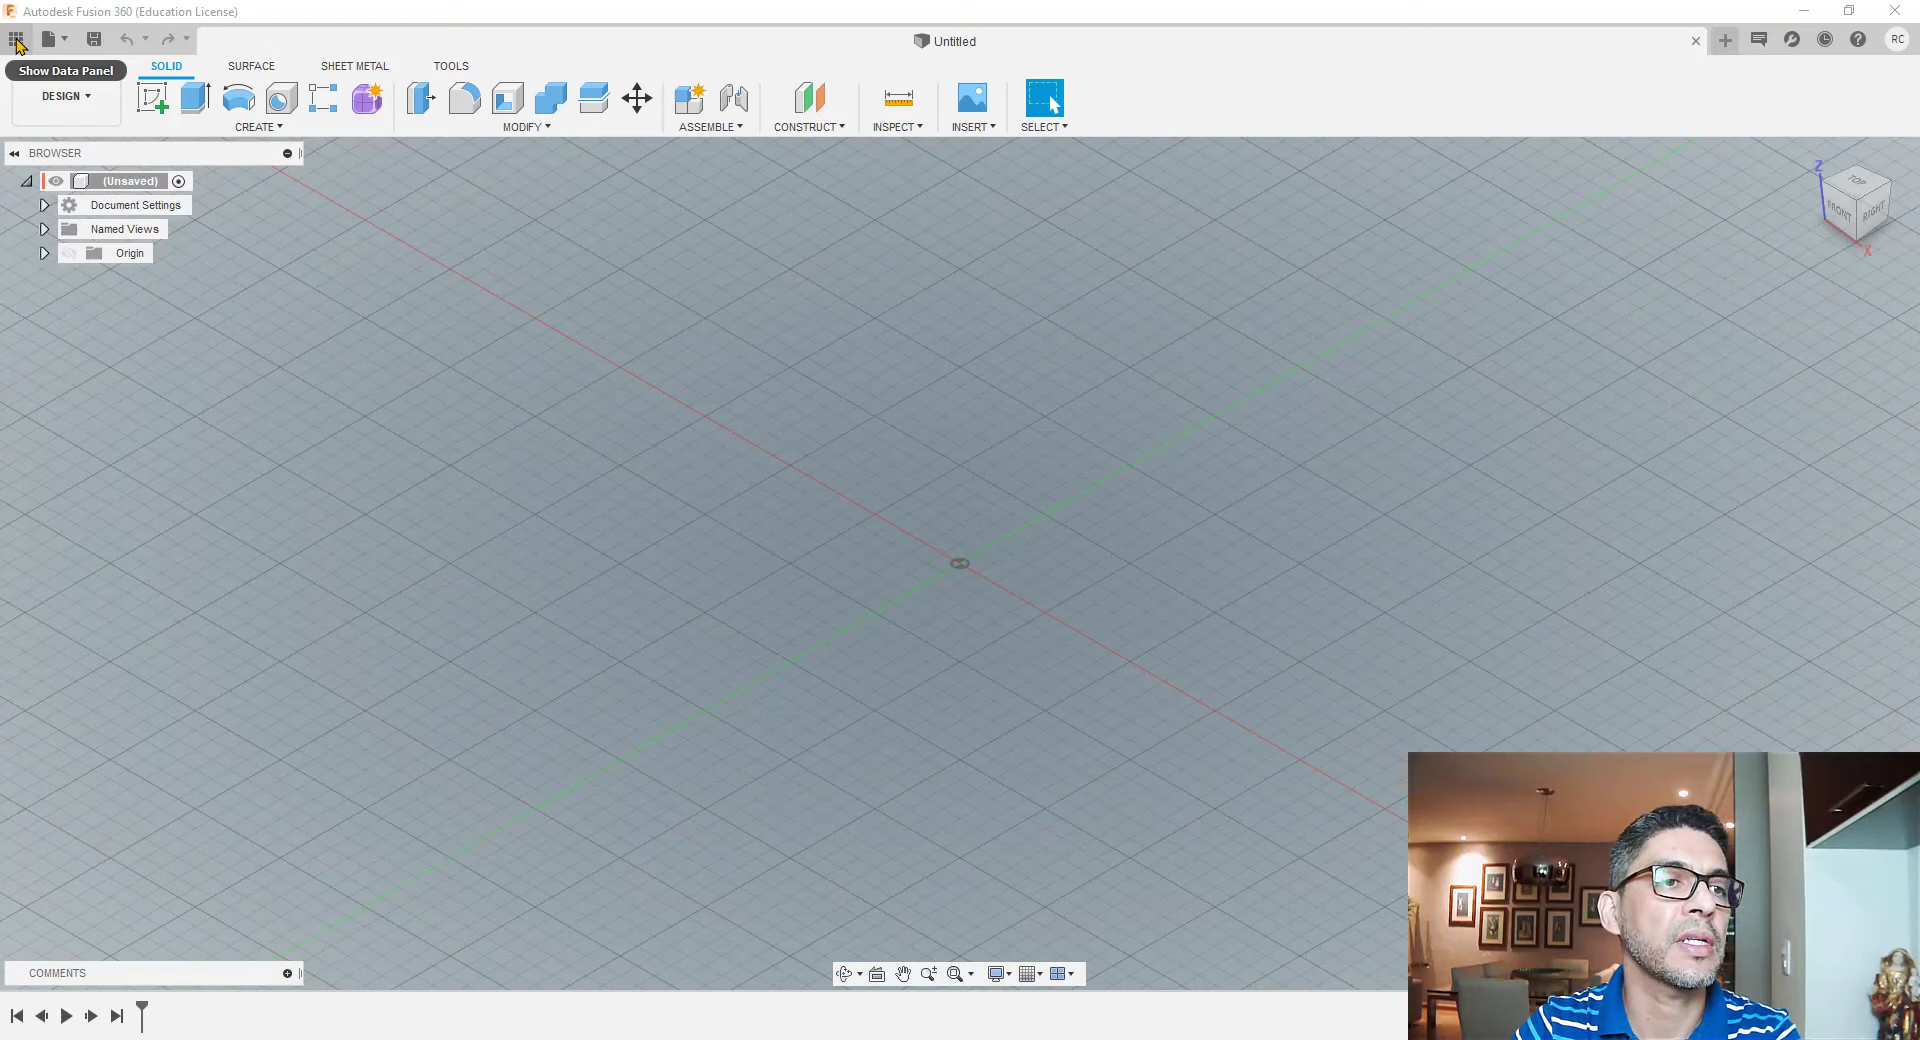 Autodesk Fusion 360 (Education License)
Untitled
RC
Show Data Panel
SOLID
SURFACE
SHEET METAL
TOOLS
DESIGN
CREATE
MODIFY
ASSEMBLE
CONSTRUCT
INSPECT
INSERT
SELECT
BROWSER
(Unsaved)
Document Settings
Named Views
Origin
Z
TOP
FRONT
RIGHT
X
COMMENTS